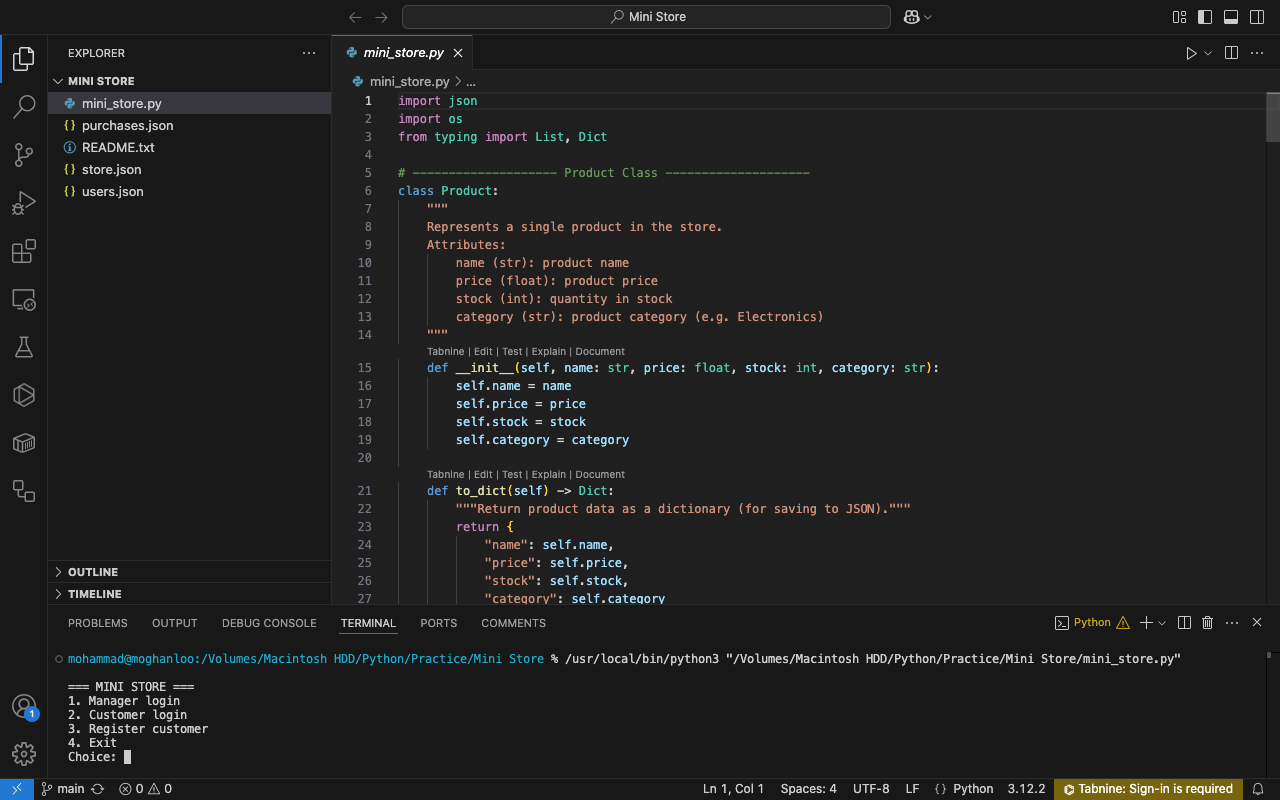 Mini Store
EXPLORER
MINI STORE
mini_store.py
purchases.json
README.txt
store.json
users.json
OUTLINE
TIMELINE
mini_store.py
mini_store.py > ...
1 import json
2 import os
3 from typing import List, Dict
4
5 # -------------------- Product Class --------------------
6 class Product:
7 """
8 Represents a single product in the store.
9 Attributes:
10 name (str): product name
11 price (float): product price
12 stock (int): quantity in stock
13 category (str): product category (e.g. Electronics)
14 """
Tabnine | Edit | Test | Explain | Document
15 def __init__(self, name: str, price: float, stock: int, category: str):
16 self.name = name
17 self.price = price
18 self.stock = stock
19 self.category = category
20
Tabnine | Edit | Test | Explain | Document
21 def to_dict(self) -> Dict:
22 """Return product data as a dictionary (for saving to JSON)."""
23 return {
24 "name": self.name,
25 "price": self.price,
26 "stock": self.stock,
27 "category": self.category
PROBLEMS OUTPUT DEBUG CONSOLE TERMINAL PORTS COMMENTS
Python
mohammad@moghanloo:/Volumes/Macintosh HDD/Python/Practice/Mini Store % /usr/local/bin/python3 "/Volumes/Macintosh HDD/Python/Practice/Mini Store/mini_store.py"
=== MINI STORE ===
1. Manager login
2. Customer login
3. Register customer
4. Exit
Choice:
1
main 0 0 Ln 1, Col 1 Spaces: 4 UTF-8 LF {} Python 3.12.2 Tabnine: Sign-in is required